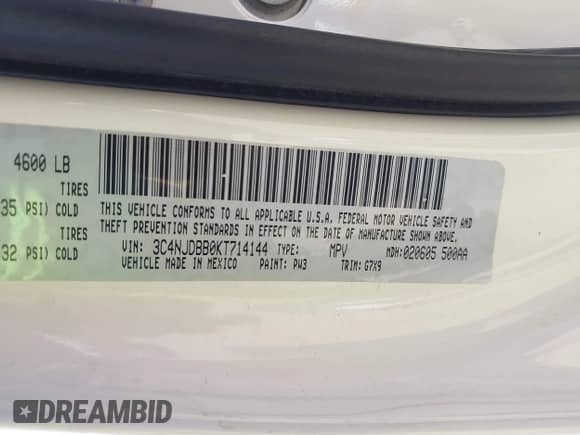 4600 LB
TIRES
35 PSI) COLD
TIRES
32 PSI) COLD
THIS VEHICLE CONFORMS TO ALL APPLICABLE U.S.A. FEDERAL MOTOR VEHICLE SAFETY AND
THEFT PREVENTION STANDARDS IN EFFECT ON THE DATE OF MANUFACTURE SHOWN ABOVE.
VIN: 3C4NJDBB0KT714144 TYPE: MPV MDH:020605 500AA
VEHICLE MADE IN MEXICO PAINT: PW3 TRIM: G7X9
DREAMBID